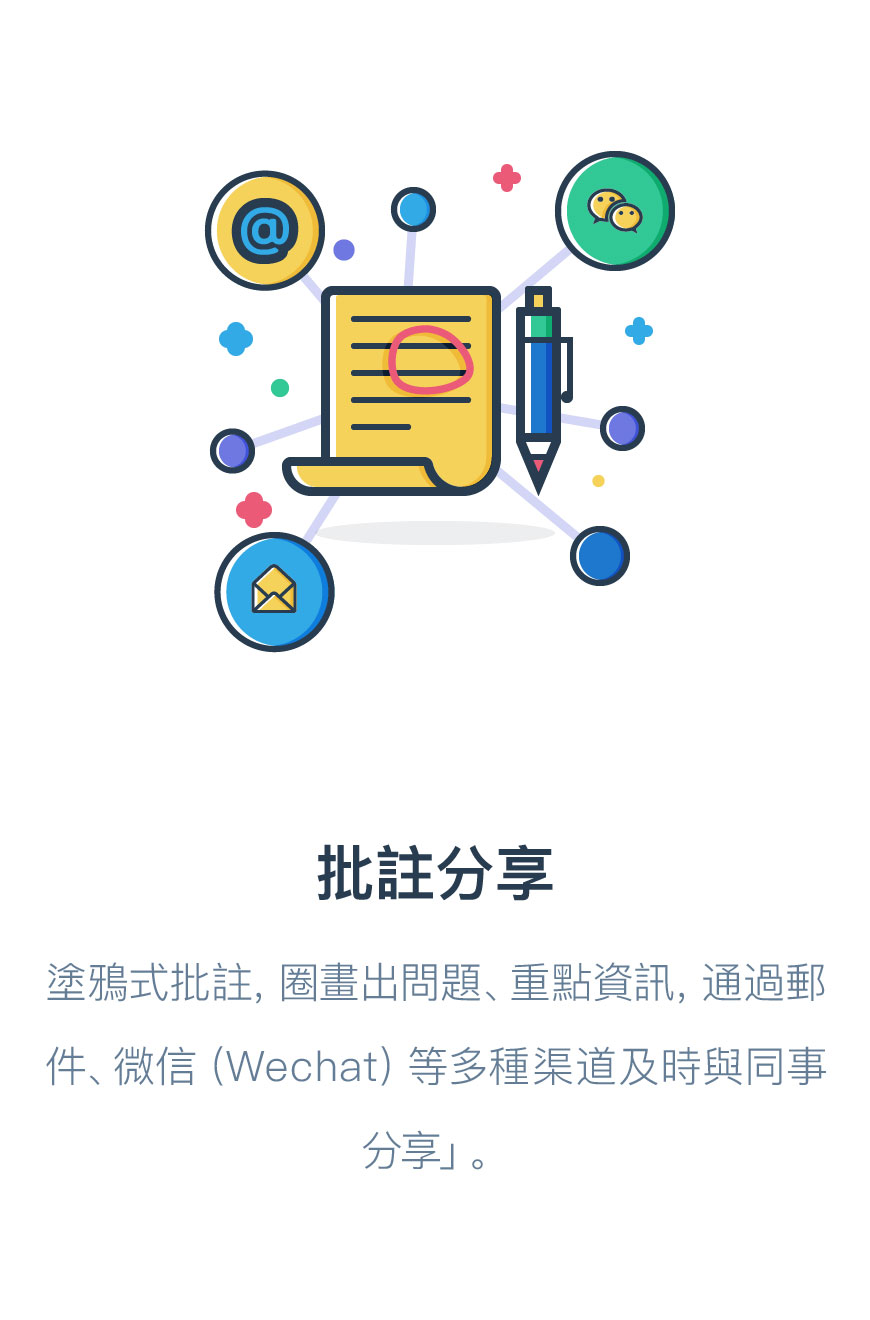 @
批註分享
塗鴉式批註, 圈畫出問題、重點資訊, 通過郵
件、微信 (Wechat) 等多種渠道及時與同事
分享」。